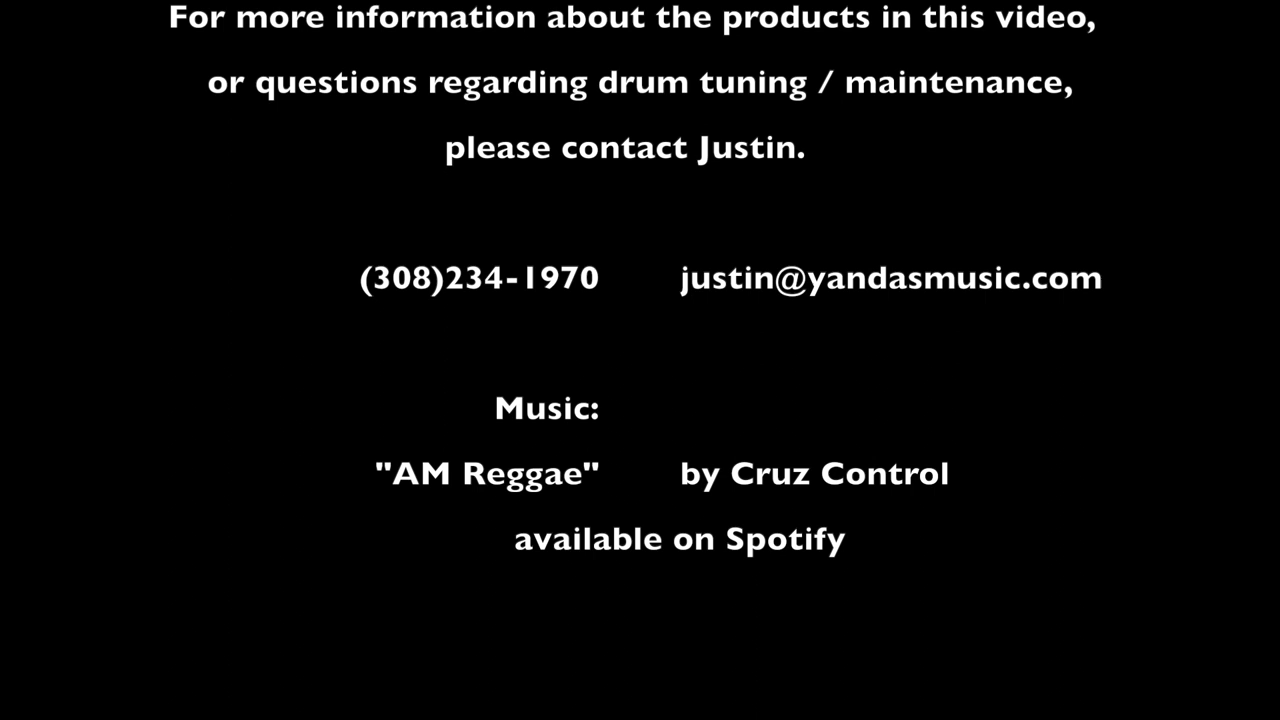 For more information about the products in this video,
or questions regarding drum tuning / maintenance,
please contact Justin.
(308)234-1970 justin@yandasmusic.com
Music:
"AM Reggae" by Cruz Control
available on Spotify